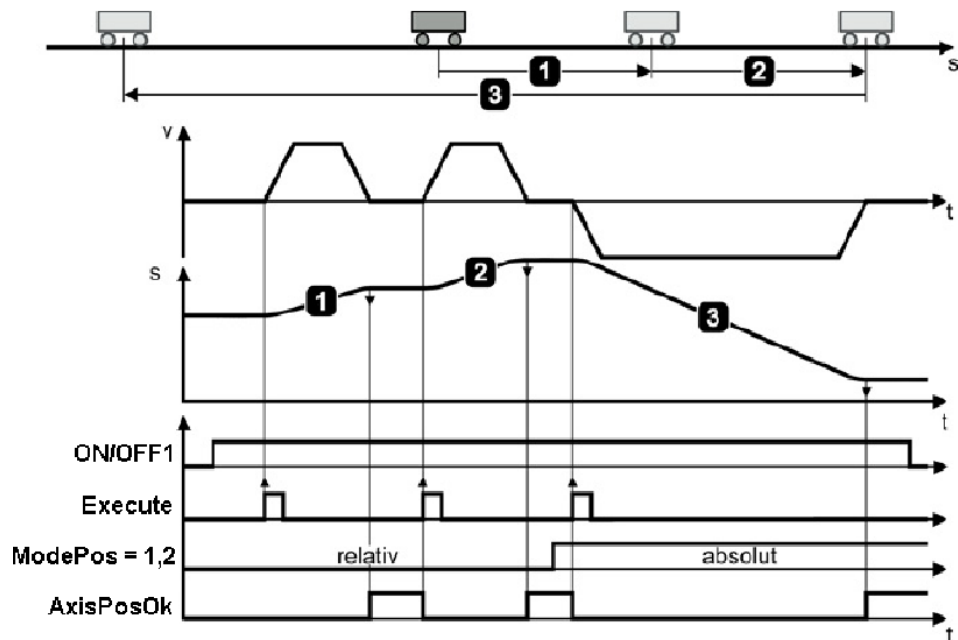 1
2
s
3
v
t
s
1
2
3
t
ON/OFF1
Execute
ModePos = 1,2 relativ absolut
AxisPosOk
t